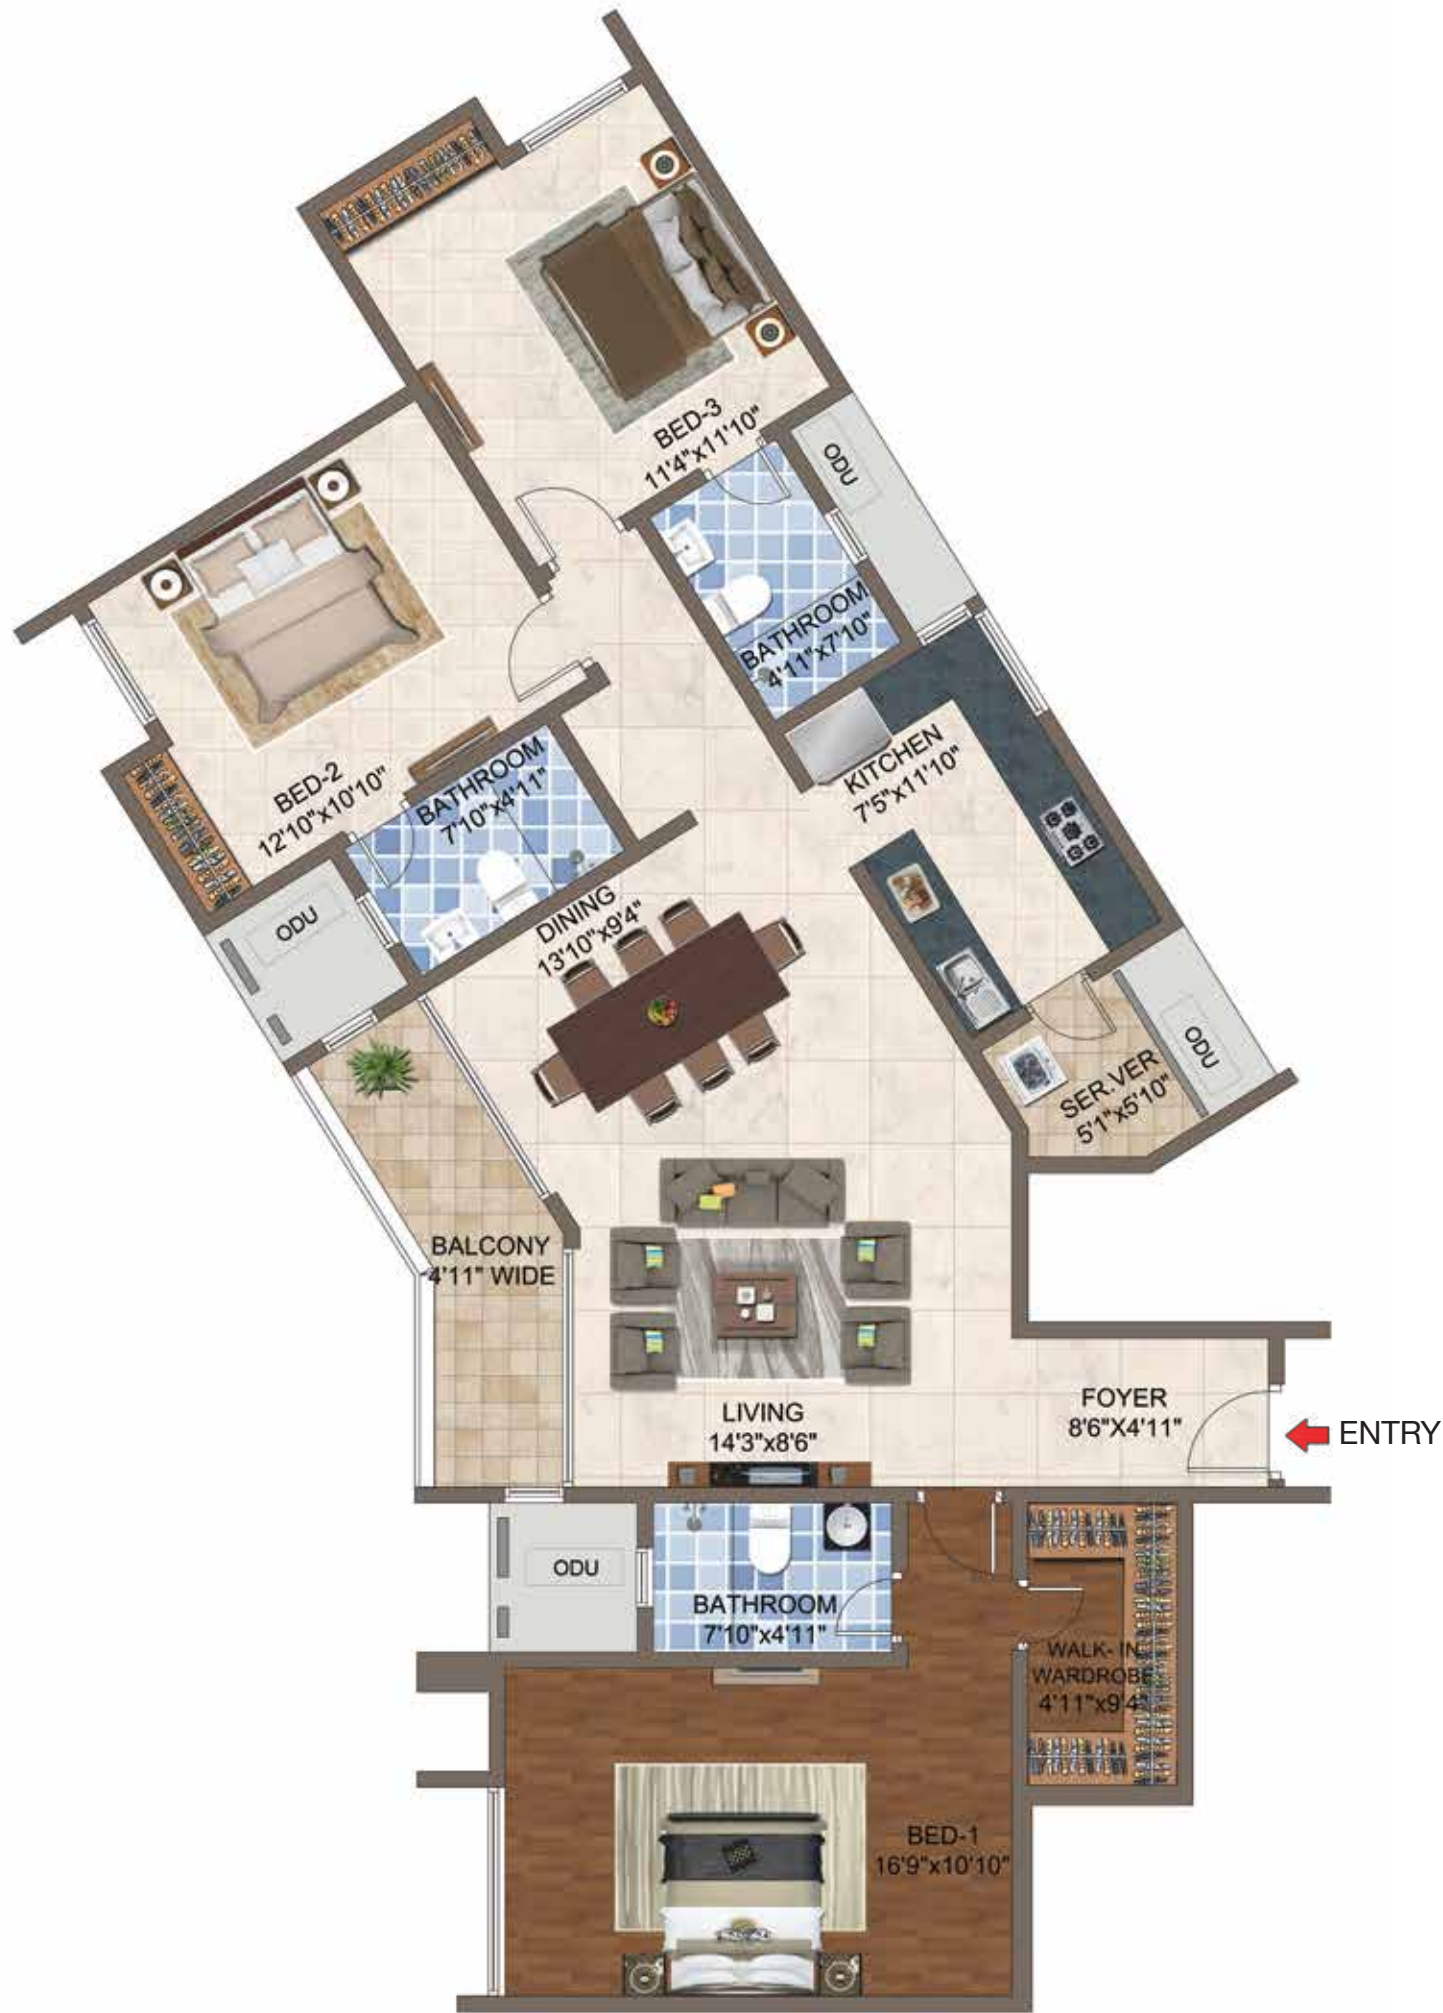 BED-3
11'4"x11'10"
ODU
BATHROOM
4'11"x7'10"
KITCHEN
7'5"x11'10"
BED-2
12'10"x10'10"
BATHROOM
7'10"x4'11"
ODU
DINING
13'10"x9'4"
ODU
SER.VER
5'1"x5'10"
BALCONY
4'11" WIDE
LIVING
14'3"x8'6"
FOYER
8'6"X4'11"
ENTRY
ODU
BATHROOM
7'10"x4'11"
WALK- IN
WARDROBE
4'11"x9'4"
BED-1
16'9"x10'10"